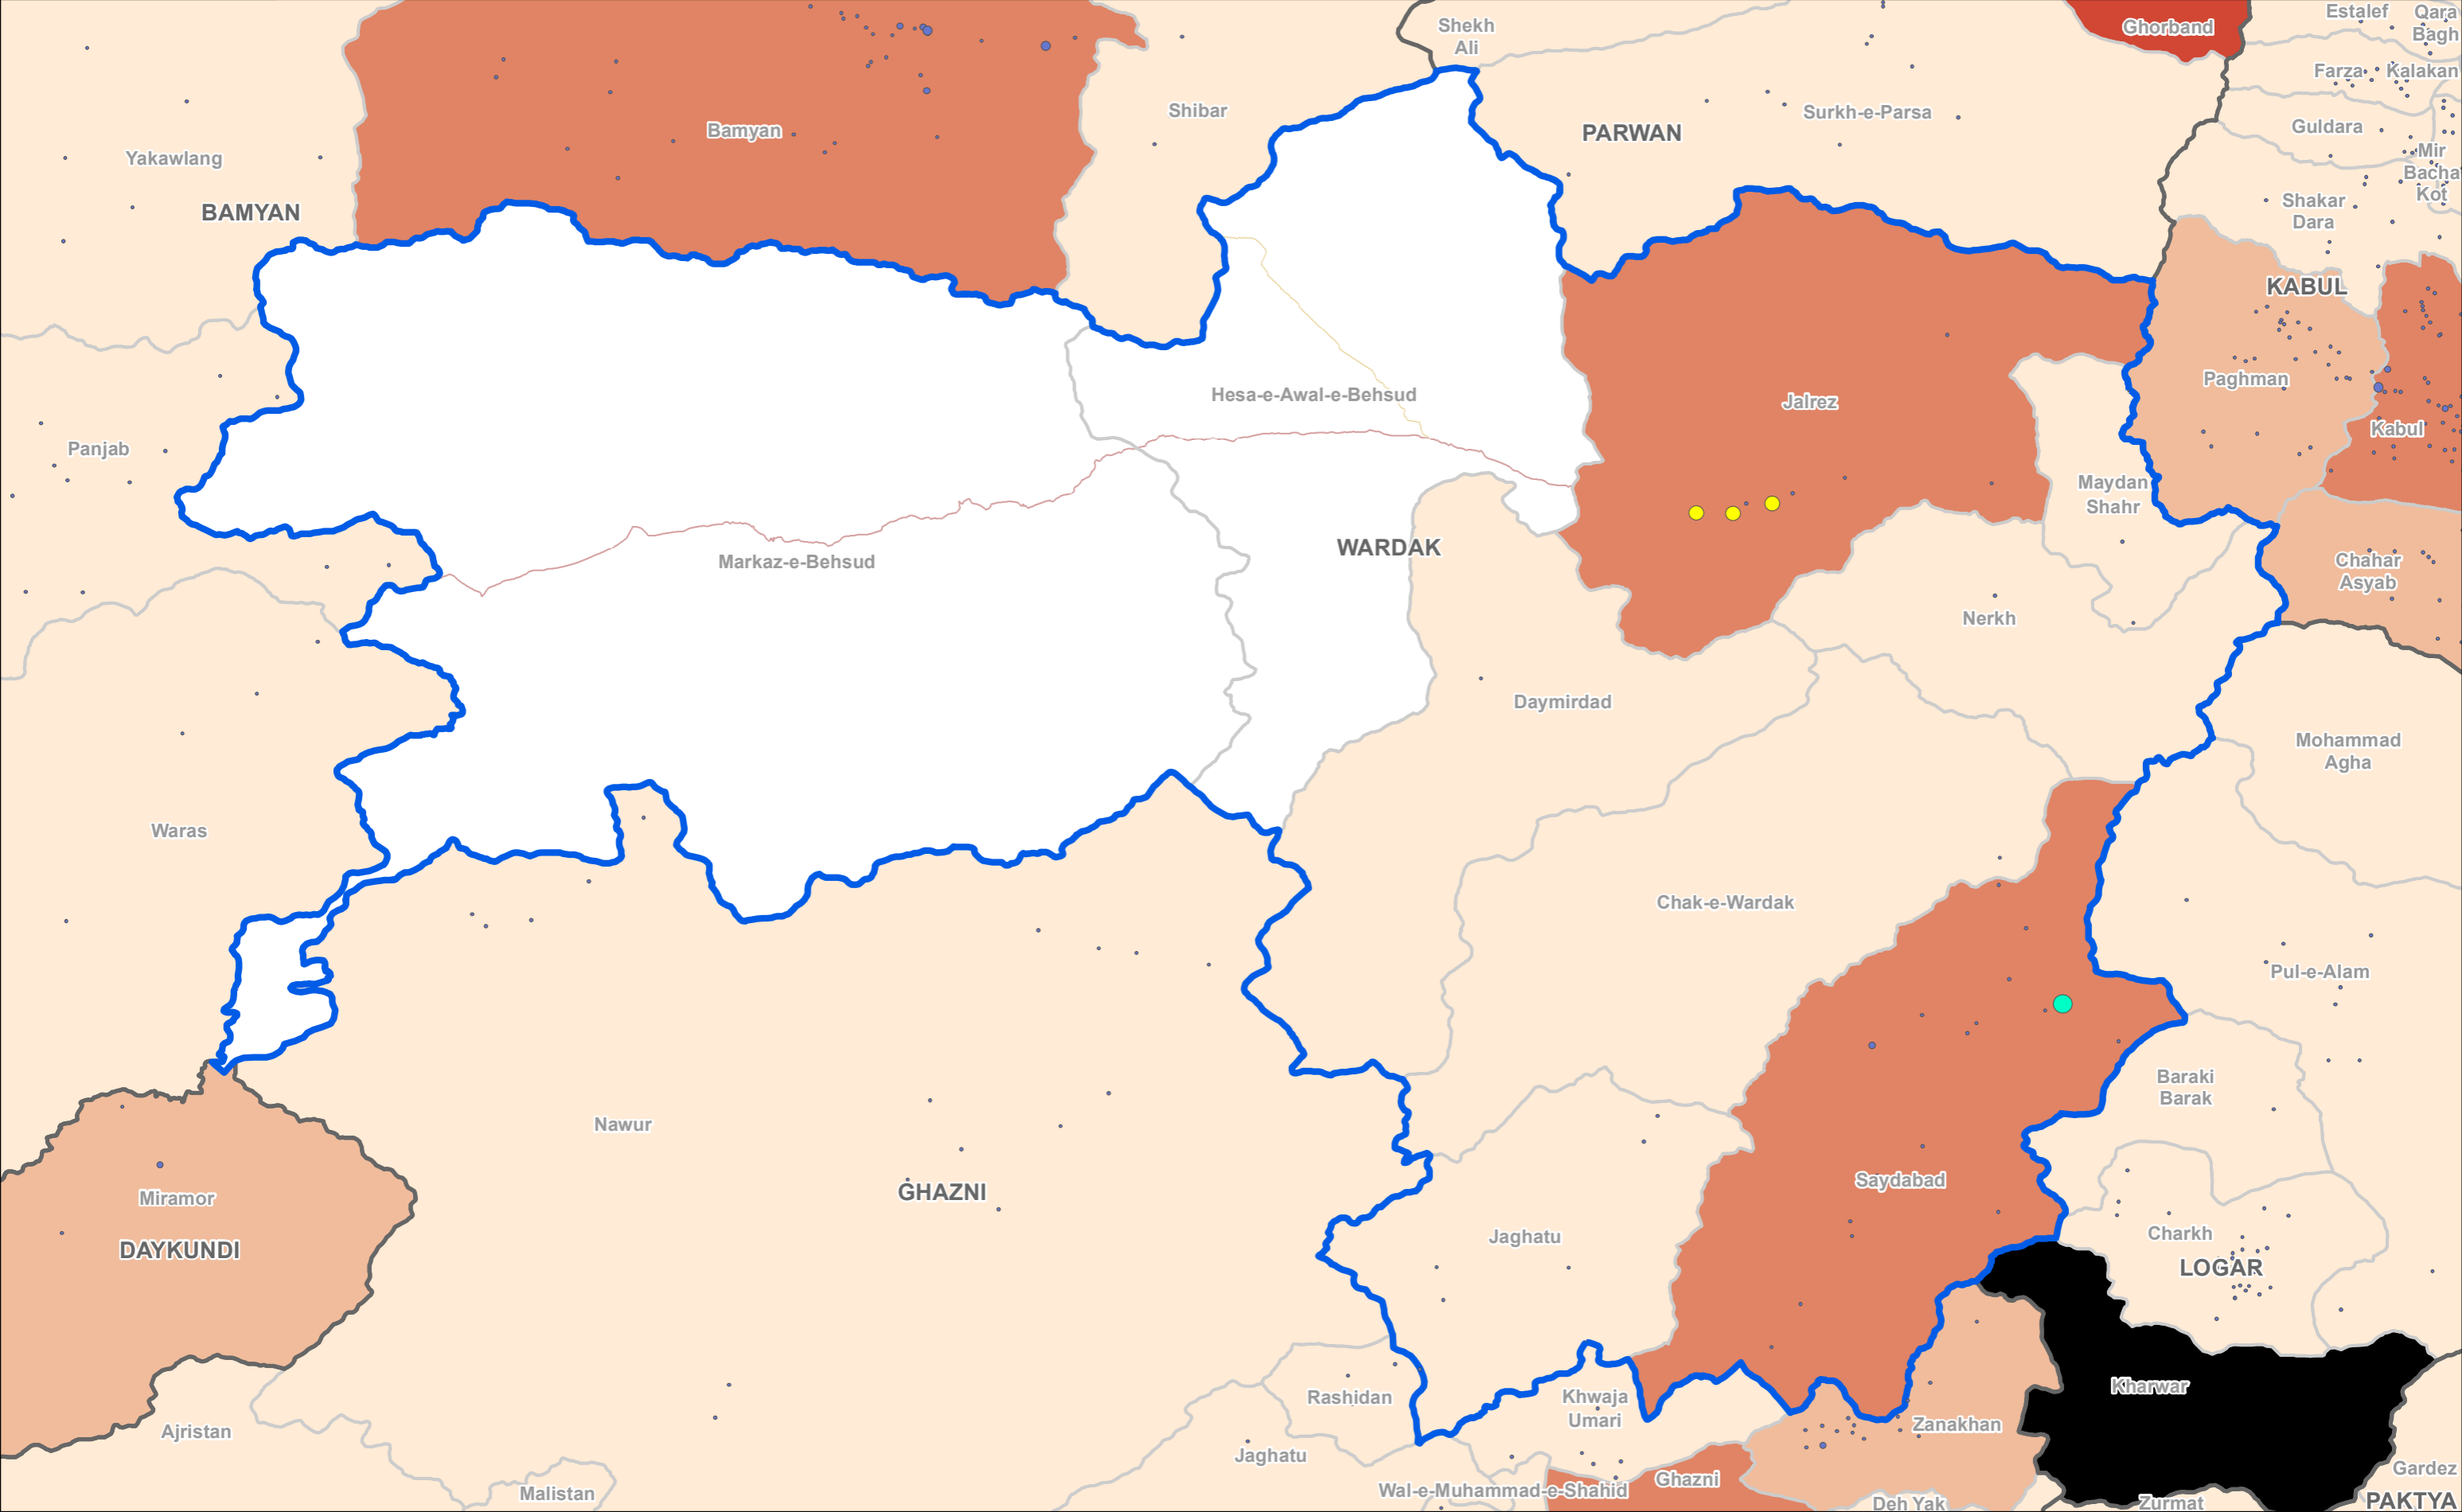 Shekh
Ali
Ghorband
Estalef
Qara
Bagh
Farza
Kalakan
Shibar
Surkh-e-Parsa
PARWAN
Bamyan
Guldara
Yakawlang
Mir
Bacha
Kot
BAMYAN
Shakar
Dara
KABUL
Paghman
Hesa-e-Awal-e-Behsud
Jalrez
Kabul
Panjab
Maydan
Shahr
WARDAK
Markaz-e-Behsud
Chahar
Asyab
Nerkh
Daymirdad
Mohammad
Agha
Waras
Chak-e-Wardak
Pul-e-Alam
Baraki
Barak
Nawur
Saydabad
GHAZNI
Miramor
DAYKUNDI
Jaghatu
Charkh
LOGAR
Kharwar
Rashidan
Khwaja
Umari
Zanakhan
Ajristan
Jaghatu
Gardez
Ghazni
Wal-e-Muhammad-e-Shahid
Malistan
Deh Yak
Zurmat
PAKTYA